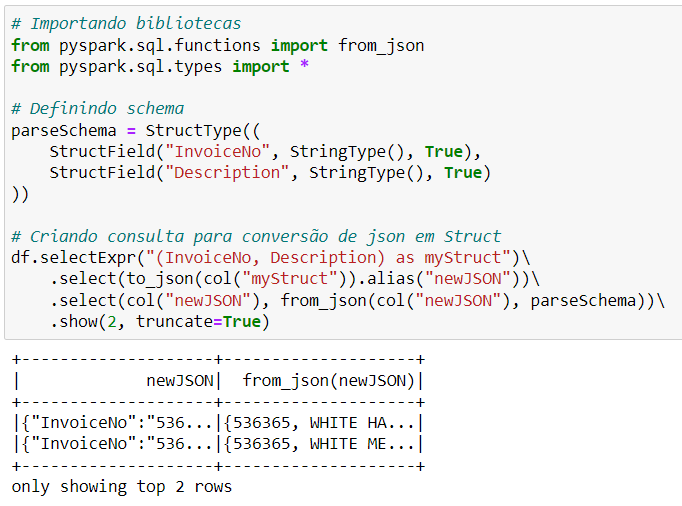 # Importando bibliotecas
from pyspark.sql.functions import from_json
from pyspark.sql.types import *

# Definindo schema
parseSchema = StructType((
    StructField("InvoiceNo", StringType(), True),
    StructField("Description", StringType(), True)
))

# Criando consulta para conversão de json em Struct
df.selectExpr("(InvoiceNo, Description) as myStruct")\
    .select(to_json(col("myStruct")).alias("newJSON"))\
    .select(col("newJSON"), from_json(col("newJSON"), parseSchema))\
    .show(2, truncate=True)

+--------------------+--------------------+
|             newJSON|  from_json(newJSON)|
+--------------------+--------------------+
|{"InvoiceNo":"536...|{536365, WHITE HA...|
|{"InvoiceNo":"536...|{536365, WHITE ME...|
+--------------------+--------------------+
only showing top 2 rows